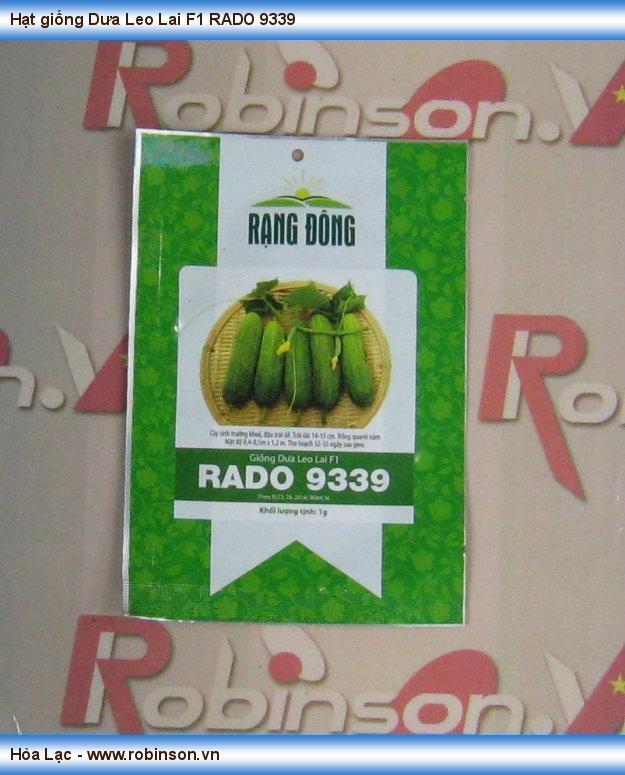 Hạt giống Dưa Leo Lai F1 RADO 9339
Robinson.V
RẠNG ĐÔNG
Robinson
n.V
Cây sinh trưởng khoẻ, đậu trái dễ. Trái dài 14-15 cm. Trồng quanh năm
Mật độ 0,4-0,5m x 1,2 m. Thu hoạch 32-35 ngày sau gieo.
Giống Dưa Leo Lai F1
RADO 9339
Theo TCCS
Khối lượng tịnh: 1g
Robinson.V
Hòa Lạc - www.robinson.vn